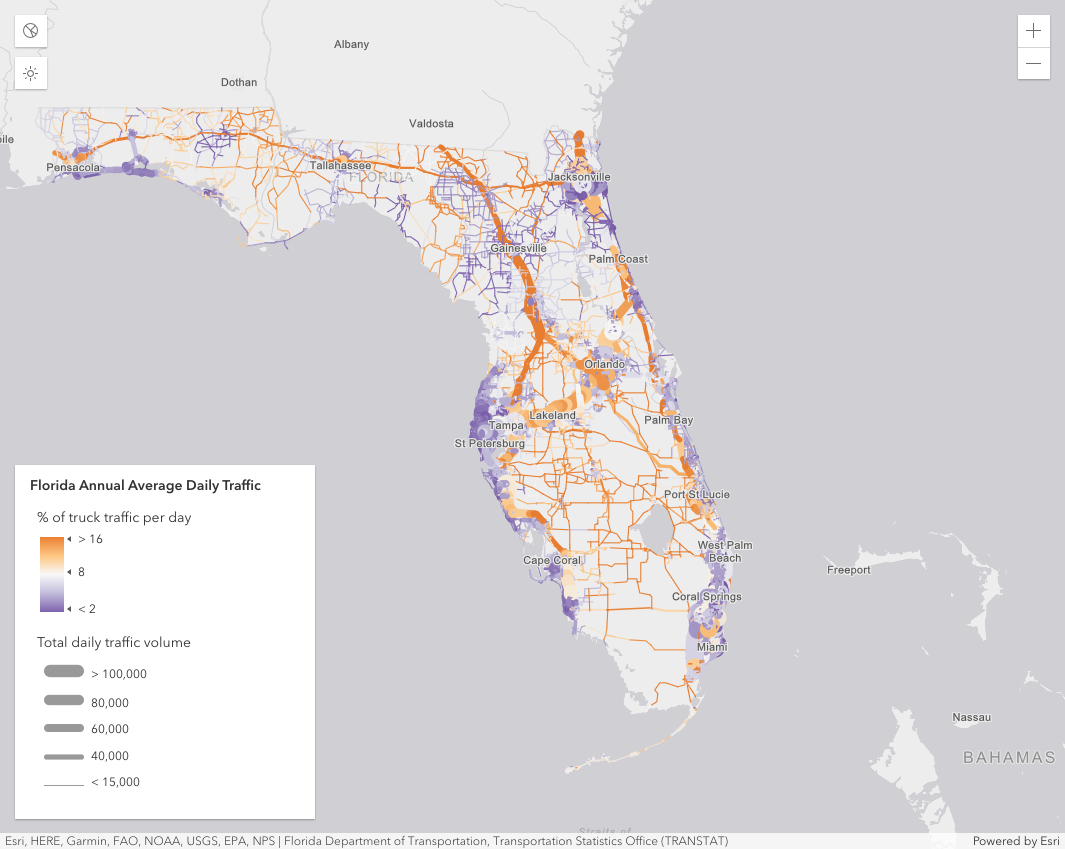 Albany
Dothan
Valdosta
ile
Pensacola
Tallahassee
FLORIDA
Jacksonville
Gainesville
Palm Coast
Orlando
Lakeland
Tampa
Palm Bay
St Petersburg
Port St Lucie
West Palm
Beach
Cape Coral
Freeport
Coral Springs
Miami
Nassau
BAHAMAS
Straits of
Florida Annual Average Daily Traffic
% of truck traffic per day
> 16
8
< 2
Total daily traffic volume
> 100,000
80,000
60,000
40,000
< 15,000
Esri, HERE, Garmin, FAO, NOAA, USGS, EPA, NPS | Florida Department of Transportation, Transportation Statistics Office (TRANSTAT)
Powered by Esri